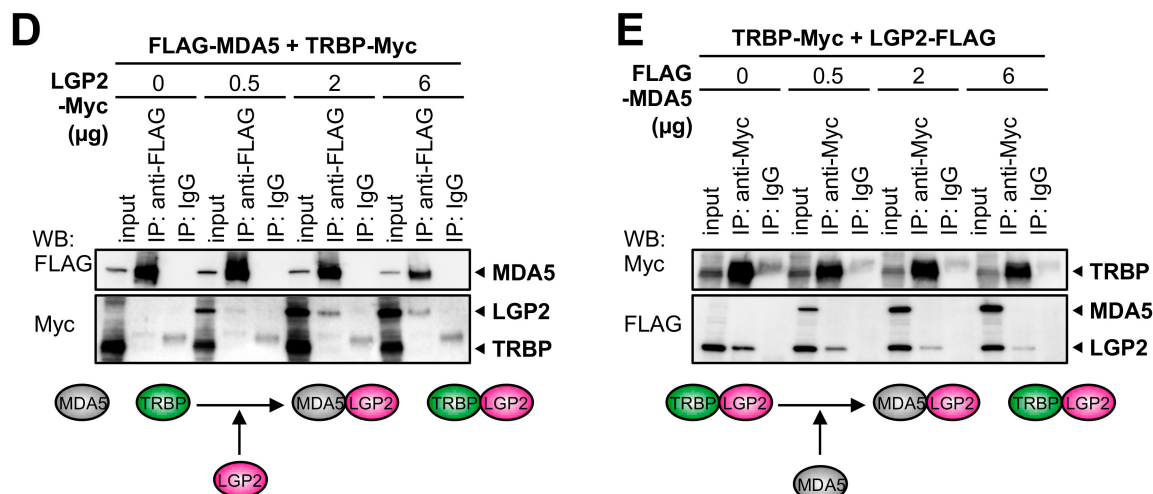 D
FLAG-MDA5 + TRBP-Myc
LGP2
-Myc
(µg)
0
0.5
2
6
input
IP: anti-FLAG
IP: IgG
input
IP: anti-FLAG
IP: IgG
input
IP: anti-FLAG
IP: IgG
input
IP: anti-FLAG
IP: IgG
WB:
FLAG
MDA5
Myc
LGP2
TRBP
MDA5
TRBP
MDA5
LGP2
TRBP
LGP2
LGP2
E
TRBP-Myc + LGP2-FLAG
FLAG
-MDA5
(µg)
0
0.5
2
6
input
IP: anti-Myc
IP: IgG
input
IP: anti-Myc
IP: IgG
input
IP: anti-Myc
IP: IgG
input
IP: anti-Myc
IP: IgG
WB:
Myc
TRBP
FLAG
MDA5
LGP2
TRBP
LGP2
MDA5
LGP2
TRBP
LGP2
MDA5